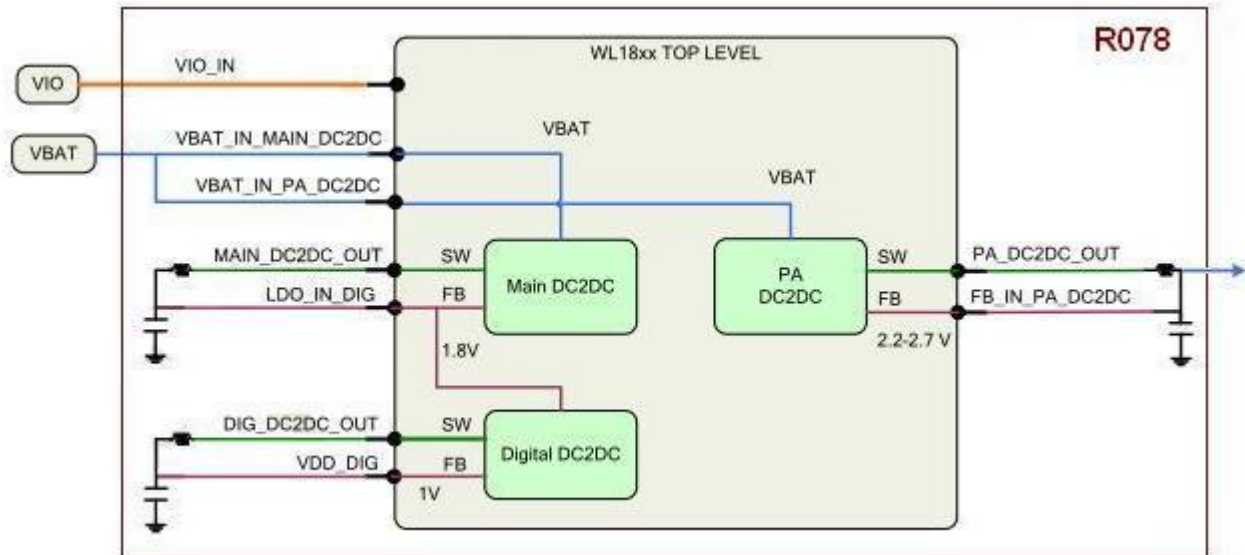 R078
WL18xx TOP LEVEL
VIO
VIO_IN
VBAT
VBAT_IN_MAIN_DC2DC
VBAT
VBAT_IN_PA_DC2DC
VBAT
MAIN_DC2DC_OUT
SW
Main DC2DC
LDO_IN_DIG
FB
1.8V
PA
DC2DC
SW
PA_DC2DC_OUT
FB
FB_IN_PA_DC2DC
2.2-2.7 V
DIG_DC2DC_OUT
SW
Digital DC2DC
VDD_DIG
FB
1V